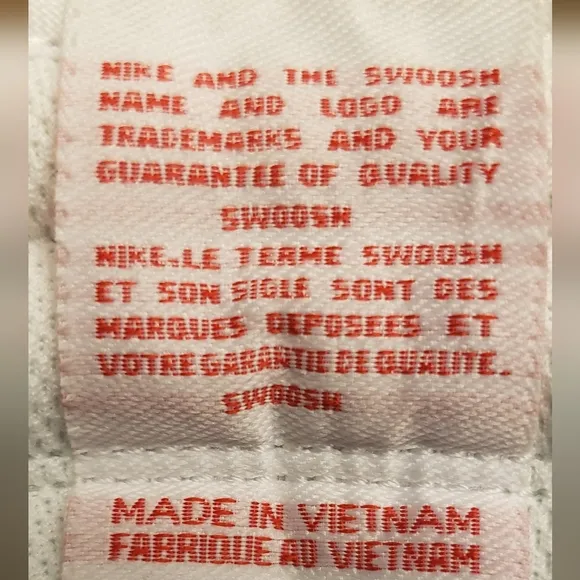 NIKE AND THE SWOOSH
NAME AND LOGO ARE
TRADEMARKS AND YOUR
GUARANTEE OF QUALITY
SWOOSH
NIKE.LE TERME SWOOSH
ET SON SIGLE SONT DES
MARQUES DEPOSEES ET
VOTRE GARANTIE DE QUALITE.
SWOOSH
MADE IN VIETNAM
FABRIQUE AU VIETNAM